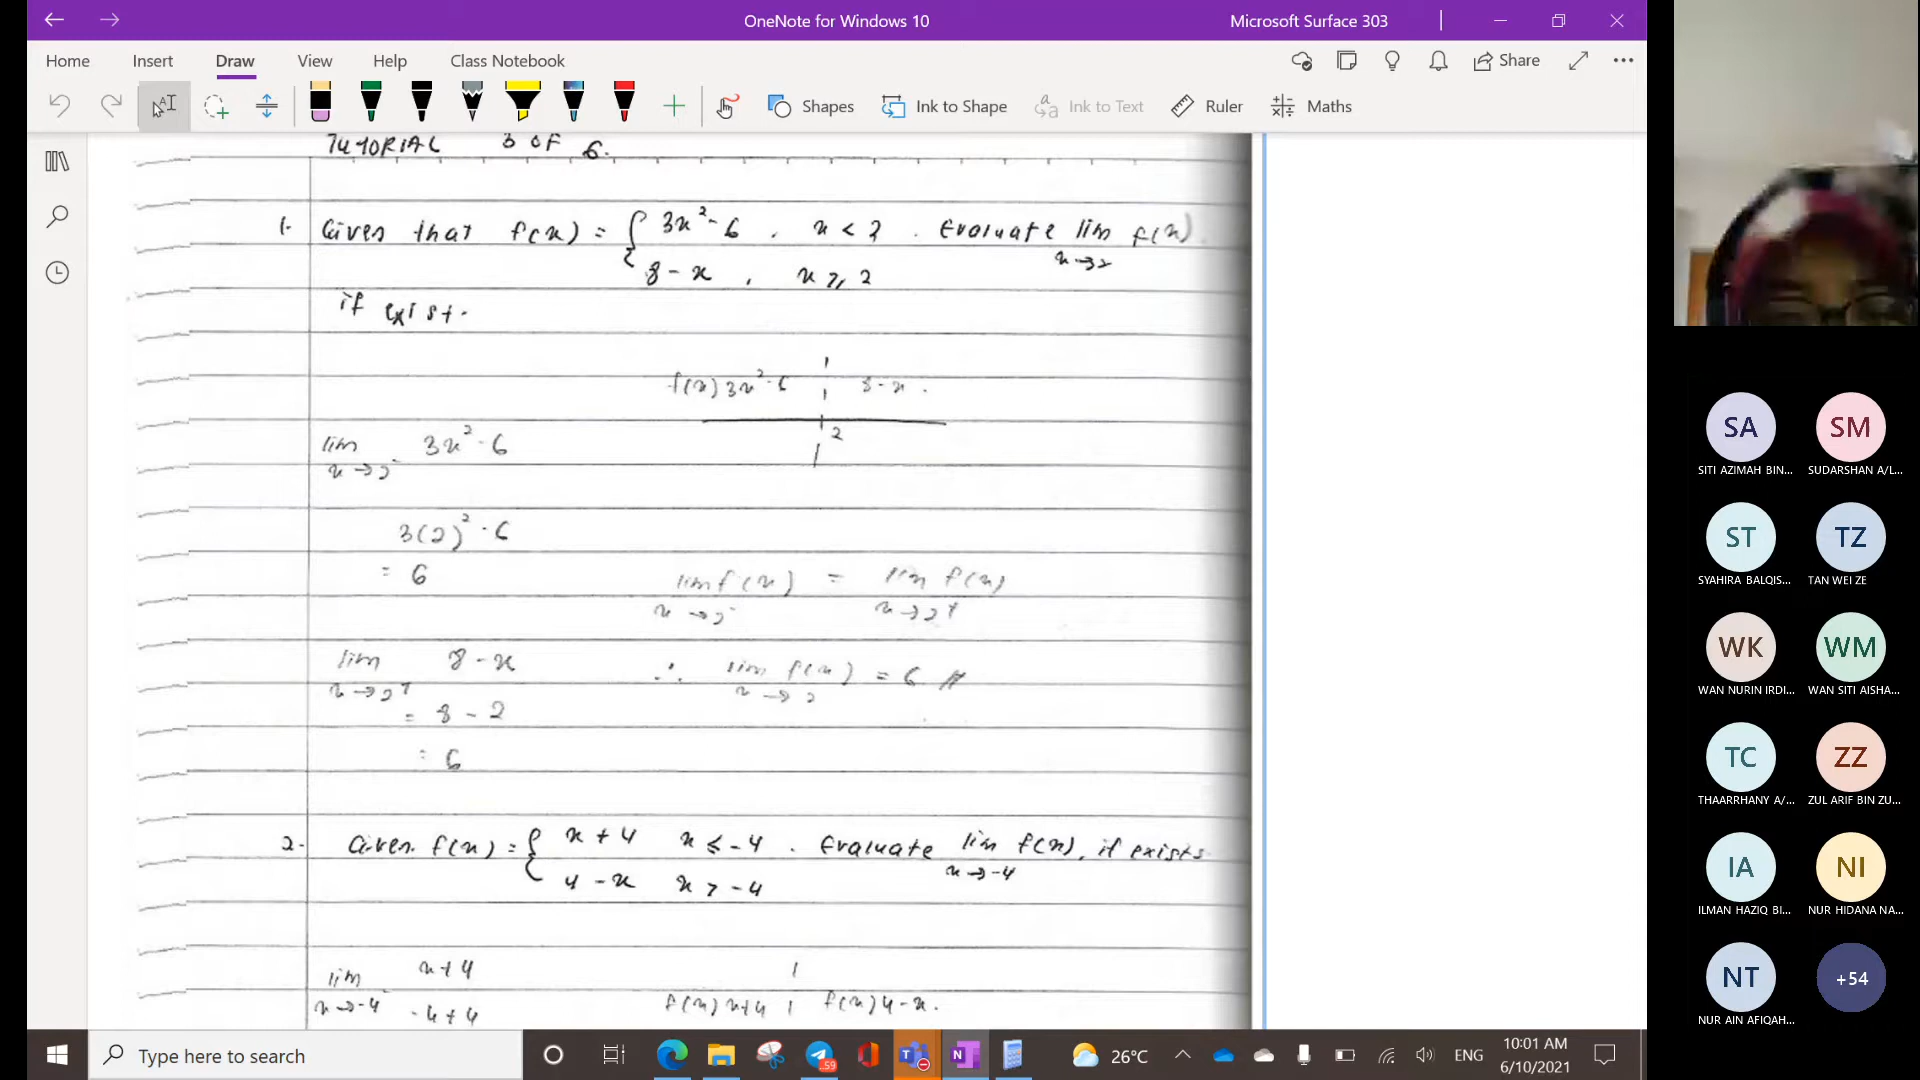 OneNote for Windows 10
Microsoft Surface 303
Home Insert Draw View Help Class Notebook Share
Shapes Ink to Shape Ink to Text Ruler Maths
TUTORIAL 3 OF 6.
1. Given that f(x) = { 3x² - 6 , x < 2 . Evaluate lim f(x)
8 - x , x ⩾ 2 x→2
if exist.
f(x) 3x² - 6 8 - x .
2
lim 3x² - 6
x→2⁻
3(2)² - 6
= 6
lim f(x) = lim f(x)
x→2⁻ x→2⁺
lim 8 - x ∴ lim f(x) = 6 //
x→2⁺ x→2
= 8 - 2
= 6
2. Given f(x) = { x + 4 x ⩽ -4 . Evaluate lim f(x), if exists
4 - x x > -4 x→-4
lim x + 4
x→-4⁻ -4 + 4 f(x) x+4 f(x) 4-x.
SA SM
SITI AZIMAH BIN... SUDARSHAN A/L...
ST TZ
SYAHIRA BALQIS... TAN WEI ZE
WK WM
WAN NURIN IRDI... WAN SITI AISHA...
TC ZZ
THAARRHANY A/... ZUL ARIF BIN ZU...
IA NI
ILMAN HAZIQ BI... NUR HIDANA NA...
NT +54
NUR AIN AFIQAH...
Type here to search 59 26°C ENG 10:01 AM
6/10/2021